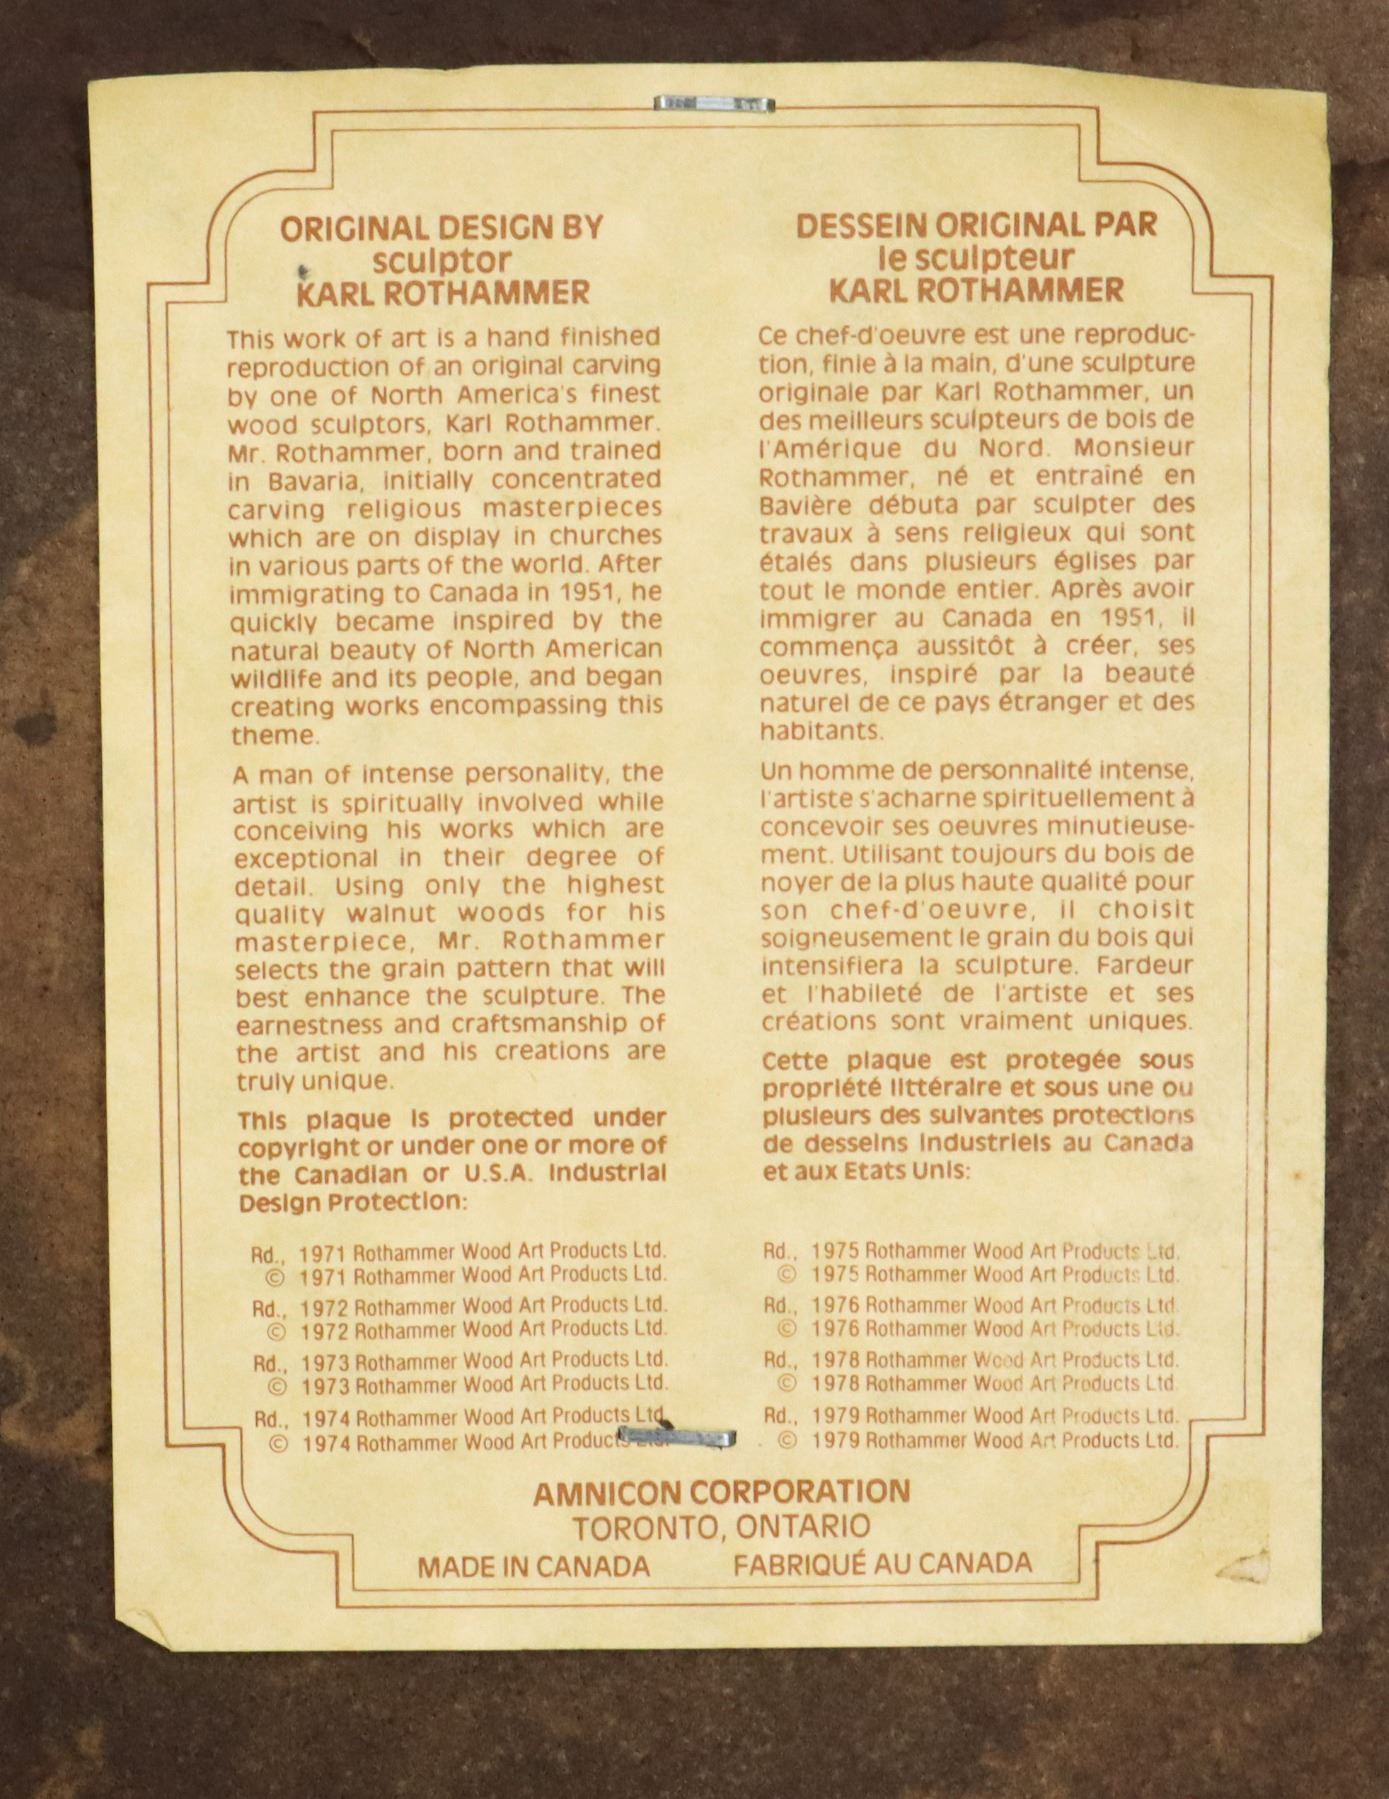 ORIGINAL DESIGN BY
sculptor
KARL ROTHAMMER
This work of art is a hand finished
reproduction of an original carving
by one of North America's finest
wood sculptors, Karl Rothammer.
Mr. Rothammer, born and trained
in Bavaria, initially concentrated
carving religious masterpieces
which are on display in churches
in various parts of the world. After
immigrating to Canada in 1951, he
quickly became inspired by the
natural beauty of North American
wildlife and its people, and began
creating works encompassing this
theme.
A man of intense personality, the
artist is spiritually involved while
conceiving his works which are
exceptional in their degree of
detail. Using only the highest
quality walnut woods for his
masterpiece, Mr. Rothammer
selects the grain pattern that will
best enhance the sculpture. The
earnestness and craftsmanship of
the artist and his creations are
truly unique.
This plaque is protected under
copyright or under one or more of
the Canadian or U.S.A. Industrial
Design Protection:
Rd., 1971 Rothammer Wood Art Products Ltd.
© 1971 Rothammer Wood Art Products Ltd.
Rd., 1972 Rothammer Wood Art Products Ltd.
© 1972 Rothammer Wood Art Products Ltd.
Rd., 1973 Rothammer Wood Art Products Ltd.
© 1973 Rothammer Wood Art Products Ltd.
Rd., 1974 Rothammer Wood Art Products Ltd.
© 1974 Rothammer Wood Art Products Ltd.
DESSEIN ORIGINAL PAR
le sculpteur
KARL ROTHAMMER
Ce chef-d'oeuvre est une reproduc-
tion, finie à la main, d'une sculpture
originale par Karl Rothammer, un
des meilleurs sculpteurs de bois de
l'Amérique du Nord. Monsieur
Rothammer, né et entraîné en
Bavière débuta par sculpter des
travaux à sens religieux qui sont
étalés dans plusieurs églises par
tout le monde entier. Après avoir
immigrer au Canada en 1951, il
commença aussitôt à créer, ses
oeuvres, inspiré par la beauté
naturel de ce pays étranger et des
habitants.
Un homme de personnalité intense,
l'artiste s'acharne spirituellement à
concevoir ses oeuvres minutieuse-
ment. Utilisant toujours du bois de
noyer de la plus haute qualité pour
son chef-d'oeuvre, il choisit
soigneusement le grain du bois qui
intensifiera la sculpture. Fardeur
et l'habileté de l'artiste et ses
créations sont vraiment uniques.
Cette plaque est protegée sous
propriété littéraire et sous une ou
plusieurs des suivantes protections
de desseins industriels au Canada
et aux Etats Unis:
Rd., 1975 Rothammer Wood Art Products Ltd.
© 1975 Rothammer Wood Art Products Ltd.
Rd., 1976 Rothammer Wood Art Products Ltd.
© 1976 Rothammer Wood Art Products Ltd.
Rd., 1978 Rothammer Wood Art Products Ltd.
© 1978 Rothammer Wood Art Products Ltd.
Rd., 1979 Rothammer Wood Art Products Ltd.
© 1979 Rothammer Wood Art Products Ltd.
AMNICON CORPORATION
TORONTO, ONTARIO
MADE IN CANADA FABRIQUÉ AU CANADA